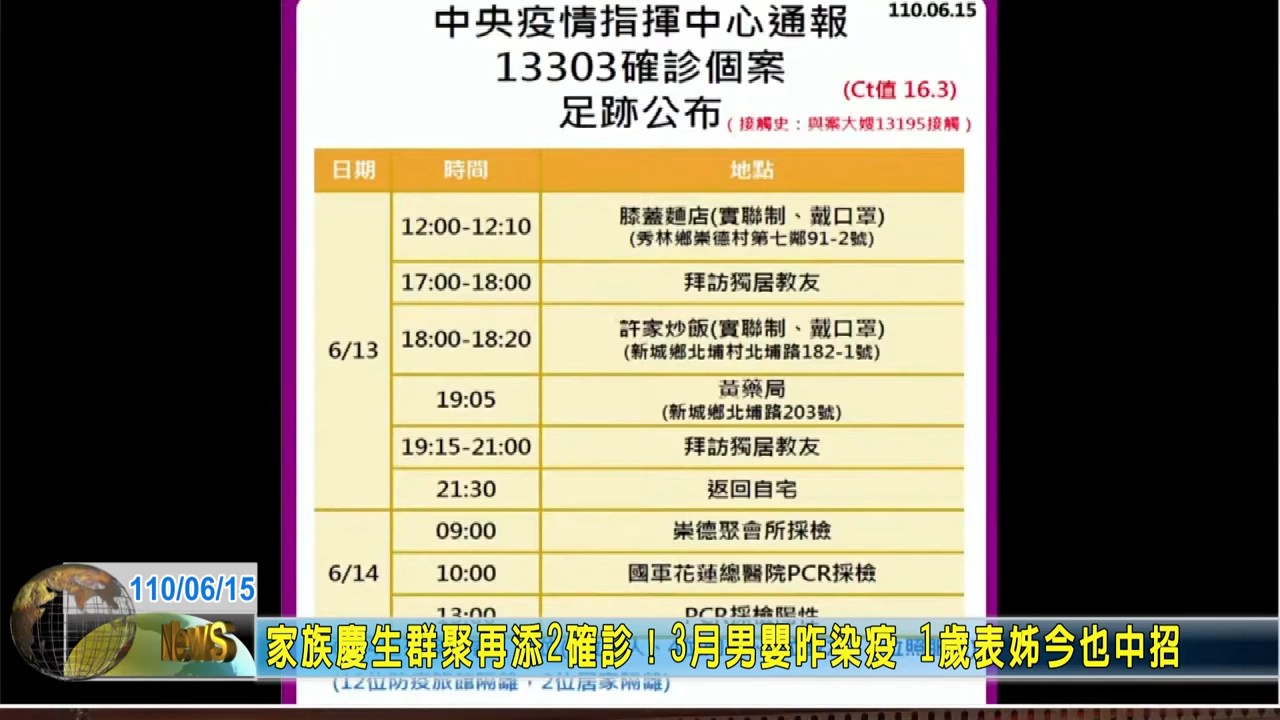 中央疫情指揮中心通報
110.06.15
13303確診個案
(Ct值 16.3)
足跡公布
(接觸史：與案大嫂13195接觸)
日期 時間 地點
12:00-12:10 膝蓋麵店(實聯制、戴口罩)
(秀林鄉崇德村第七鄰91-2號)
17:00-18:00 拜訪獨居教友
6/13 18:00-18:20 許家炒飯(實聯制、戴口罩)
(新城鄉北埔村北埔路182-1號)
19:05 黃藥局
(新城鄉北埔路203號)
19:15-21:00 拜訪獨居教友
21:30 返回自宅
09:00 崇德聚會所採檢
6/14 10:00 國軍花蓮總醫院PCR採檢
13:00 PCR採檢陽性
110/06/15
News
家族慶生群聚再添2確診！3月男嬰昨染疫 1歲表姊今也中招
(12位防疫旅館隔離，2位居家隔離)